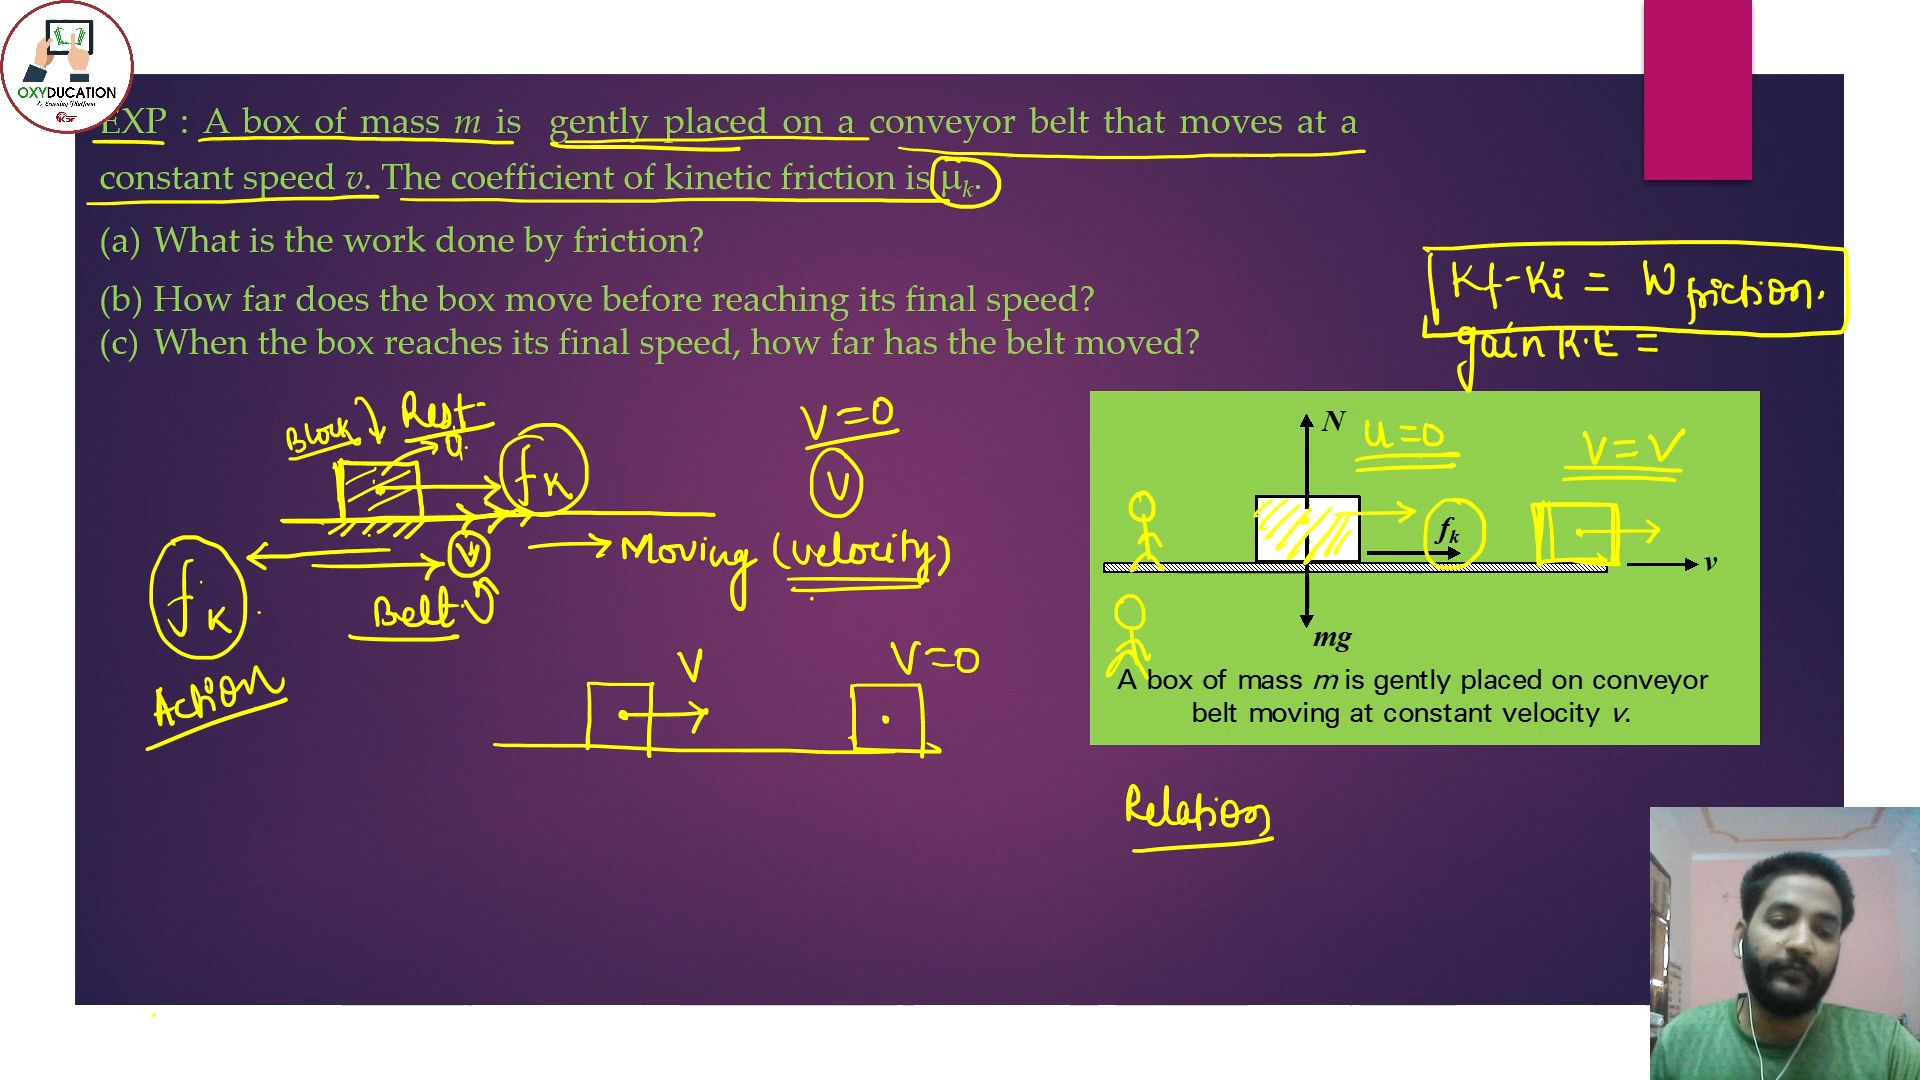 OXYDUCATION
A Learning Platform
EXP : A box of mass m is gently placed on a conveyor belt that moves at a
constant speed v. The coefficient of kinetic friction is μk.
(a) What is the work done by friction?
(b) How far does the box move before reaching its final speed?
(c) When the box reaches its final speed, how far has the belt moved?
Kf-Ki = W friction.
gain K.E =
Block Rest
V=0
fK
V
V
Moving (velocity)
fK
Belt
Action
V
V=0
N
u=0
V=V
fk
v
mg
A box of mass m is gently placed on conveyor
belt moving at constant velocity v.
Relation